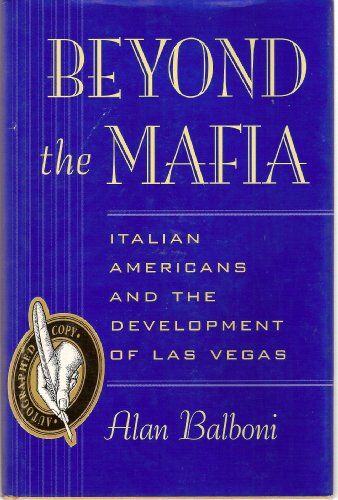 BEYOND
the MAFIA
ITALIAN
AMERICANS
AND THE
DEVELOPMENT
OF LAS VEGAS
AUTOGRAPHED COPY
Alan Balboni